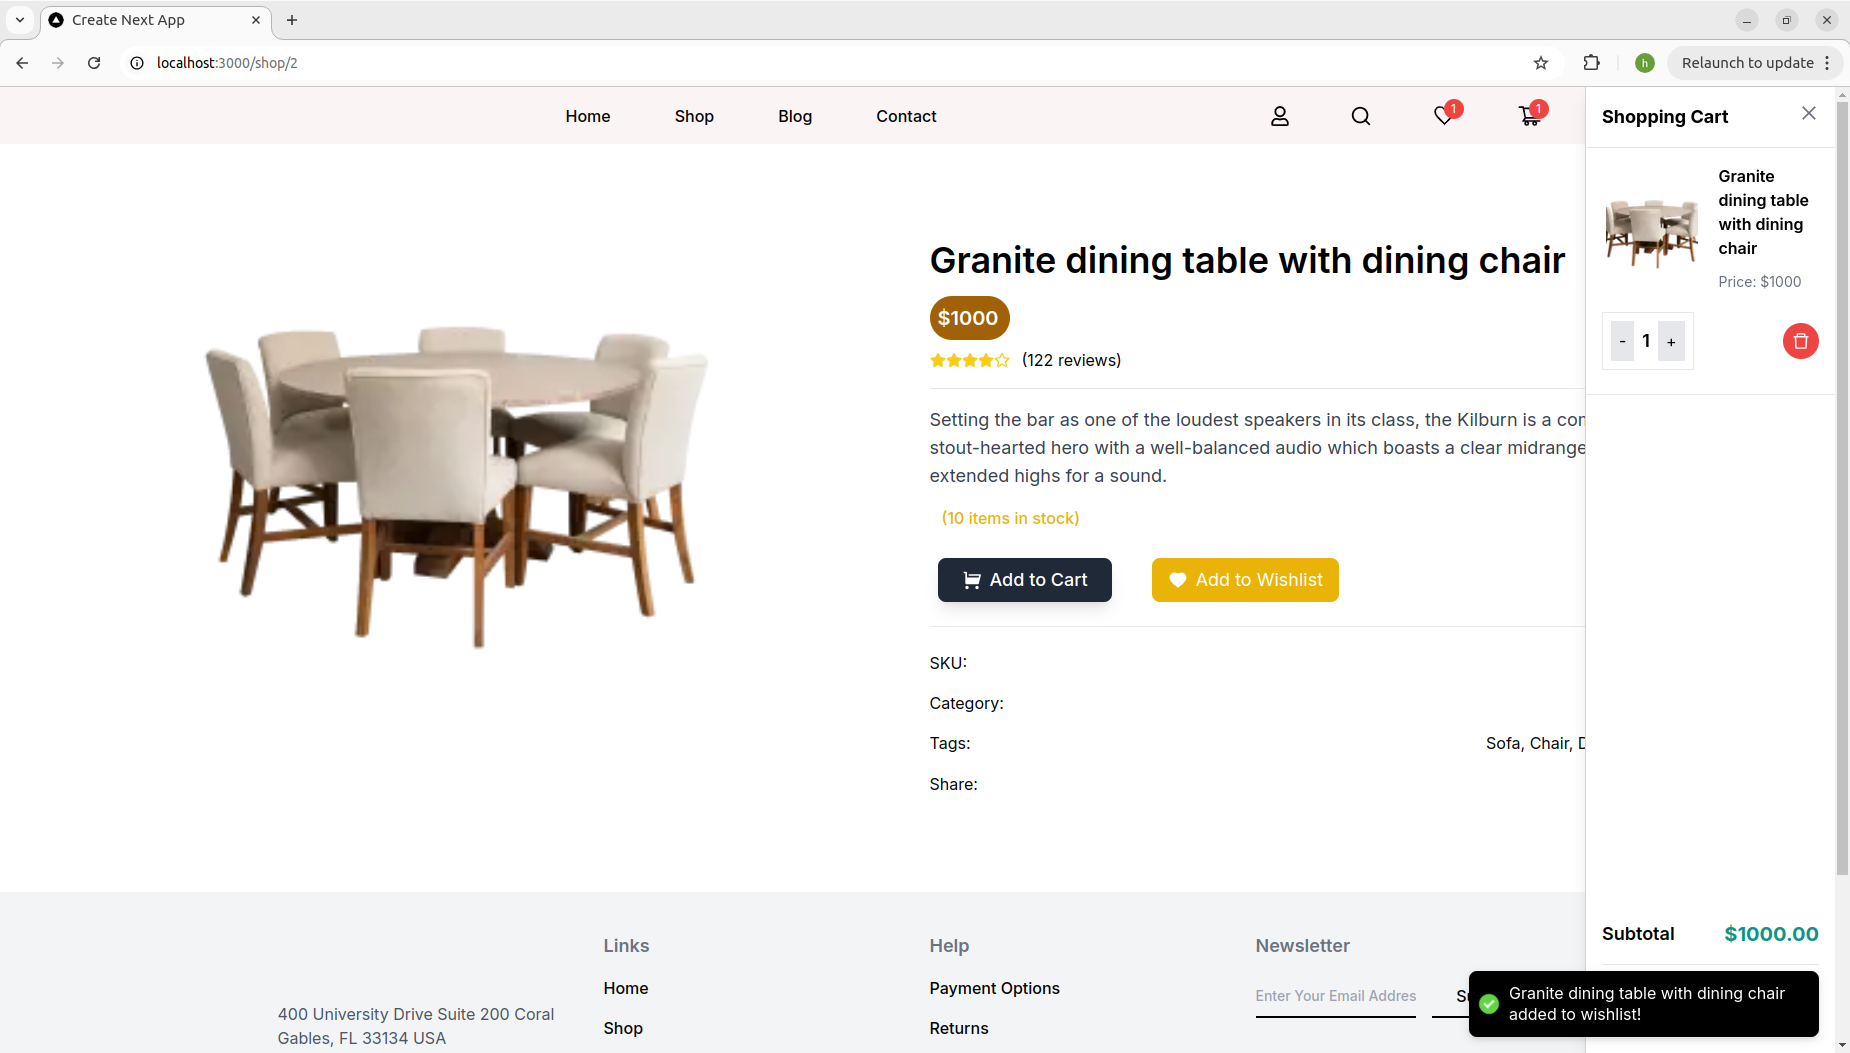 Create Next App
localhost:3000/shop/2
h
Relaunch to update
Home
Shop
Blog
Contact
1
1
Granite dining table with dining chair
$1000
(122 reviews)
Setting the bar as one of the loudest speakers in its class, the Kilburn is a
stout-hearted hero with a well-balanced audio which boasts a clear midrange
extended highs for a sound.
(10 items in stock)
Add to Cart
Add to Wishlist
SKU:
Category:
Tags:
Sofa, Chair,
Share:
Shopping Cart
Granite
dining table
with dining
chair
Price: $1000
- 1 +
Subtotal
$1000.00
400 University Drive Suite 200 Coral
Gables, FL 33134 USA
Links
Home
Shop
Help
Payment Options
Returns
Newsletter
Enter Your Email Addres
Granite dining table with dining chair
added to wishlist!